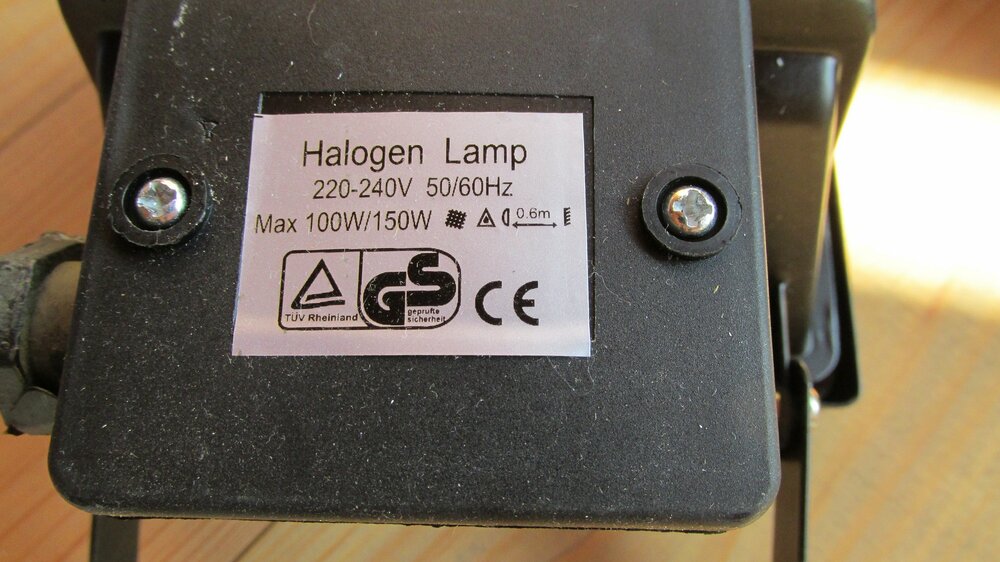 Halogen Lamp
220-240V 50/60Hz
Max 100W/150W 0.6m
TÜV Rheinland
GS
geprüfte
sicherheit
CE